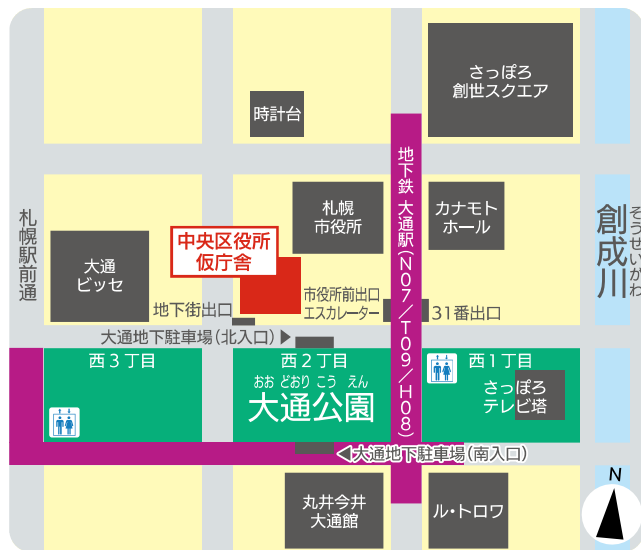 さっぽろ
創世スクエア
時計台
地下鉄 大通駅(N07/T09/H08)
札幌
市役所
カナモト
ホール
札幌駅前通
中央区役所
仮庁舎
大通
ビッセ
創成川
そうせいがわ
市役所前出口
エスカレーター
地下街出口
31番出口
大通地下駐車場(北入口)▶
西3丁目
西2丁目
西1丁目
おおどおりこうえん
大通公園
さっぽろ
テレビ塔
◀大通地下駐車場(南入口)
丸井今井
大通館
ル・トロワ
N